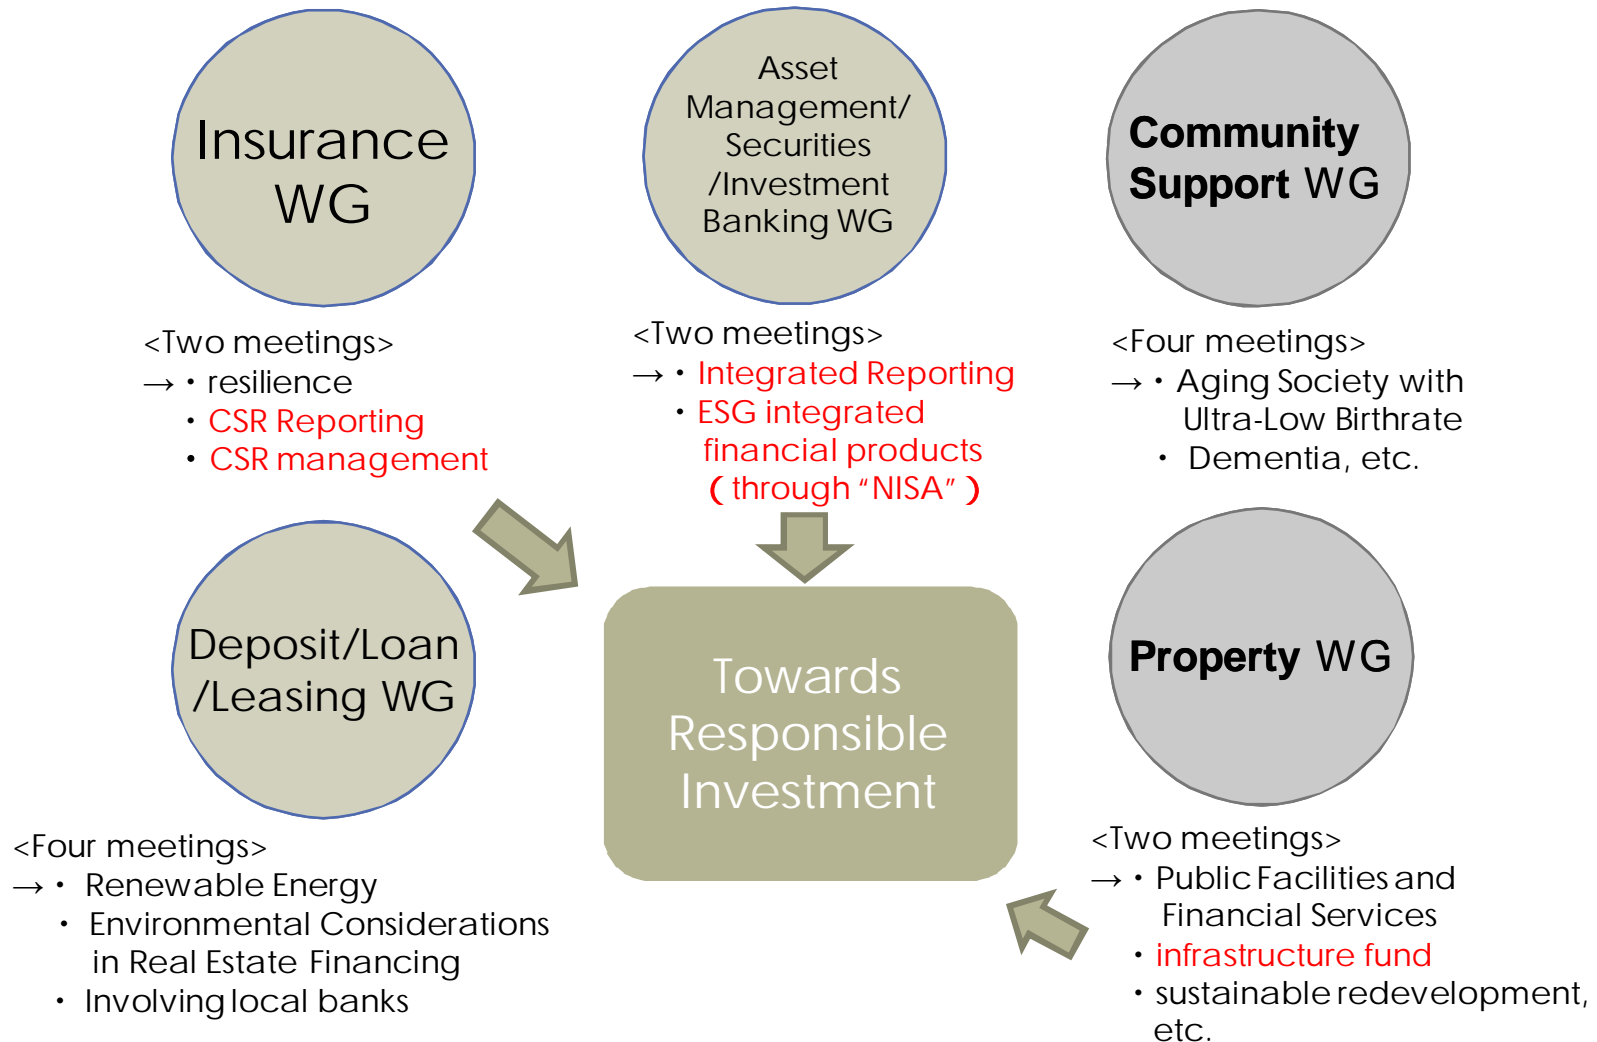 Insurance
WG
<Two meetings>
→・resilience
・CSR Reporting
・CSR management
Asset
Management/
Securities
/Investment
Banking WG
<Two meetings>
→・Integrated Reporting
・ESG integrated
financial products
(through “NISA”)
Community
Support WG
<Four meetings>
→・Aging Society with
Ultra-Low Birthrate
・Dementia, etc.
Deposit/Loan
/Leasing WG
<Four meetings>
→・Renewable Energy
・Environmental Considerations
in Real Estate Financing
・Involving local banks
Towards
Responsible
Investment
Property WG
<Two meetings>
→・Public Facilities and
Financial Services
・infrastructure fund
・sustainable redevelopment,
etc.